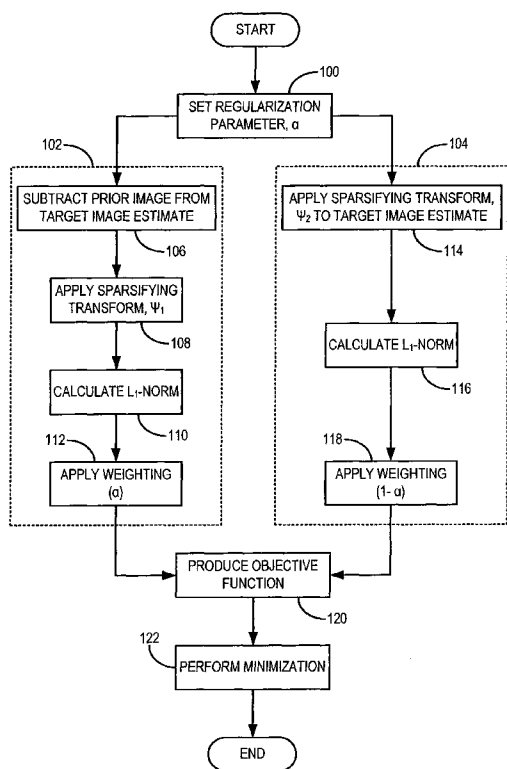 START
100
SET REGULARIZATION
PARAMETER, α
102
104
SUBTRACT PRIOR IMAGE FROM
TARGET IMAGE ESTIMATE
106
APPLY SPARSIFYING
TRANSFORM, Ψ₁
108
CALCULATE L₁-NORM
110
112
APPLY WEIGHTING
(α)
APPLY SPARSIFYING TRANSFORM,
Ψ₂ TO TARGET IMAGE ESTIMATE
114
CALCULATE L₁-NORM
116
118
APPLY WEIGHTING
(1- α)
PRODUCE OBJECTIVE
FUNCTION
120
122
PERFORM MINIMIZATION
END